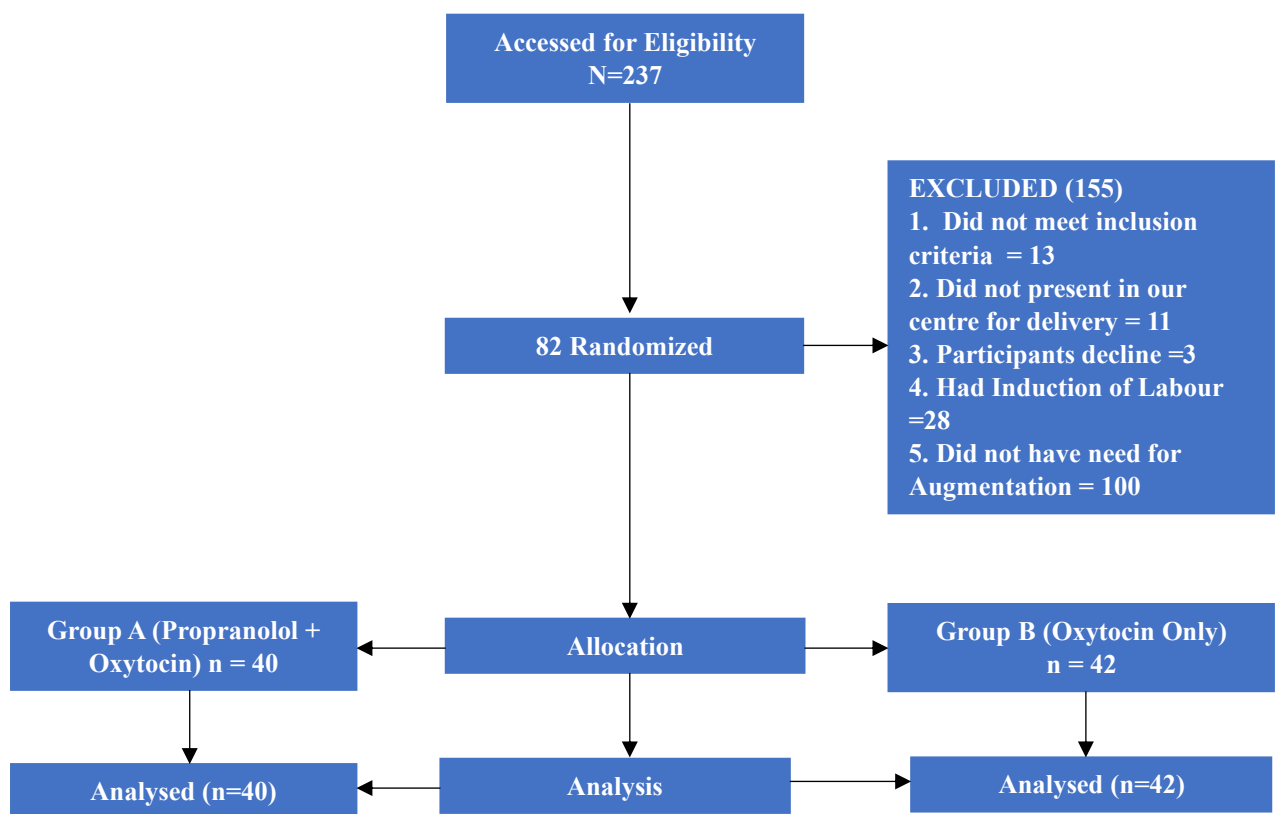 Accessed for Eligibility
N=237
EXCLUDED (155)
1. Did not meet inclusion
criteria = 13
2. Did not present in our
centre for delivery = 11
3. Participants decline =3
4. Had Induction of Labour
=28
5. Did not have need for
Augmentation = 100
82 Randomized
Group A (Propranolol +
Oxytocin) n = 40
Allocation
Group B (Oxytocin Only)
n = 42
Analysed (n=40)
Analysis
Analysed (n=42)